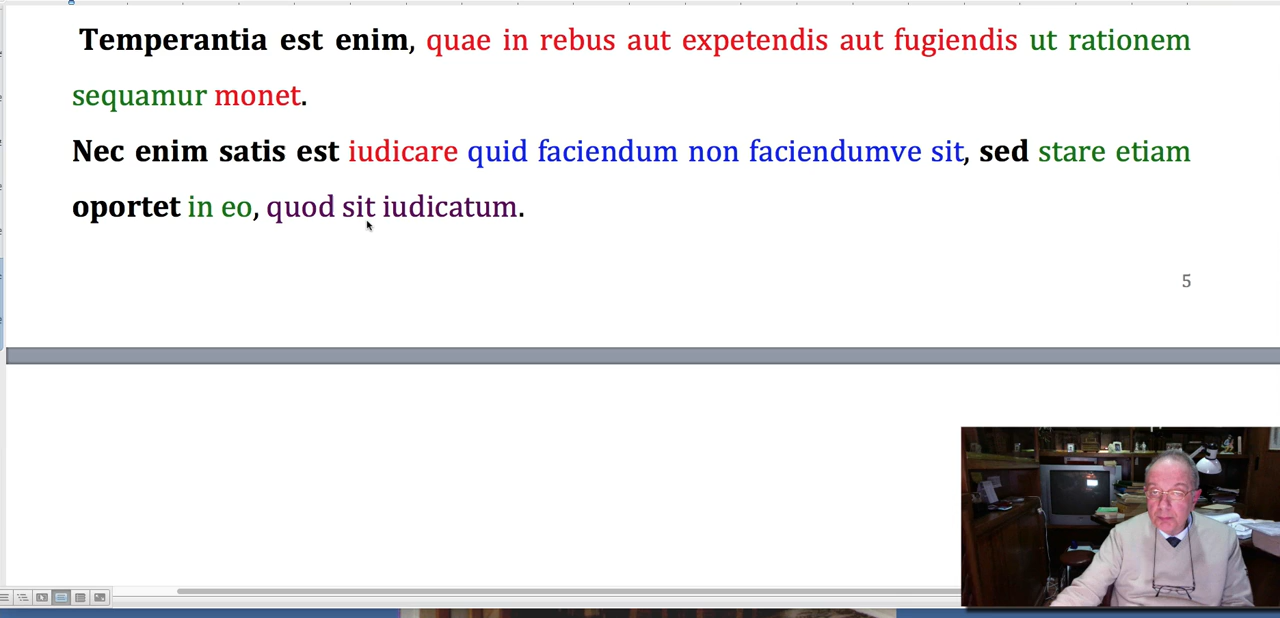 Temperantia est enim, quae in rebus aut expetendis aut fugiendis ut rationem
sequamur monet.
Nec enim satis est iudicare quid faciendum non faciendumve sit, sed stare etiam
oportet in eo, quod sit iudicatum.
5